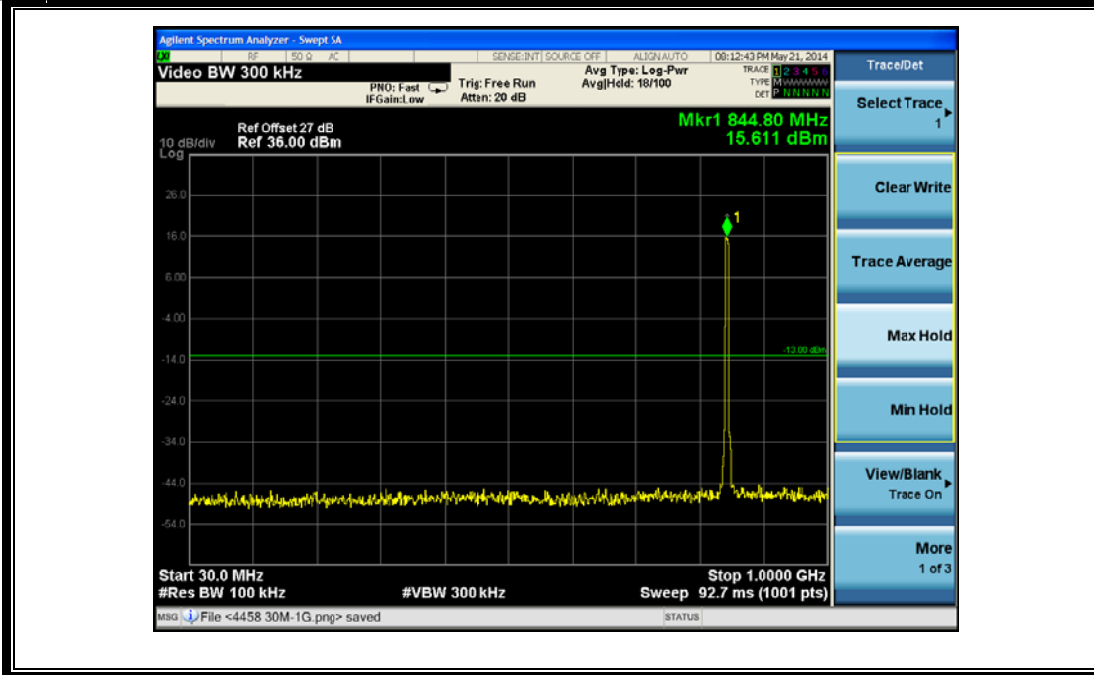 Agilent Spectrum Analyzer - Swept SA
RF 50 Ω AC SENSE:INT SOURCE OFF ALIGN AUTO 08:12:43 PM May 21, 2014
Video BW 300 kHz
PNO: Fast
IFGain:Low
Trig: Free Run
Atten: 20 dB
Avg Type: Log-Pwr
Avg|Hold: 18/100
TRACE 1 2 3 4 5 6
TYPE M WWWWW
DET P N N N N N
Mkr1 844.80 MHz
15.611 dBm
Ref Offset 27 dB
10 dB/div Ref 36.00 dBm
Log
26.0
1
16.0
6.00
-4.00
-13.00 dBm
-14.0
-24.0
-34.0
-44.0
-54.0
Start 30.0 MHz Stop 1.0000 GHz
#Res BW 100 kHz #VBW 300 kHz Sweep 92.7 ms (1001 pts)
MSG File <4458 30M-1G.png> saved STATUS
Trace/Det
Select Trace
1
Clear Write
Trace Average
Max Hold
Min Hold
View/Blank
Trace On
More
1 of 3